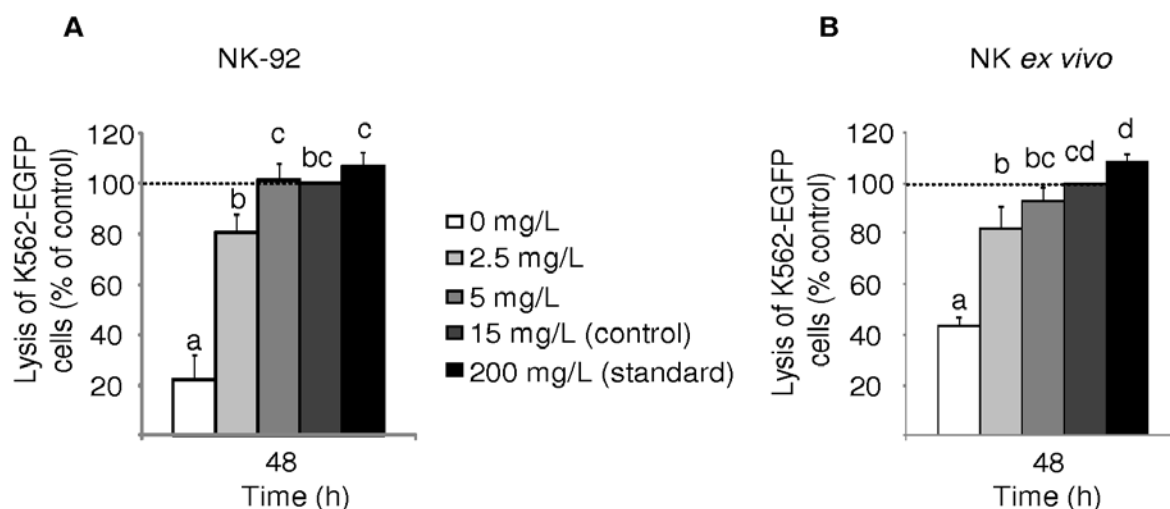 A
NK-92
Lysis of K562-EGFP
cells (% of control)
120
100
80
60
40
20
a
b
c
bc
c
48
Time (h)
0 mg/L
2.5 mg/L
5 mg/L
15 mg/L (control)
200 mg/L (standard)
B
NK ex vivo
Lysis of K562-EGFP
cells (% control)
120
100
80
60
40
20
a
b
bc
cd
d
48
Time (h)